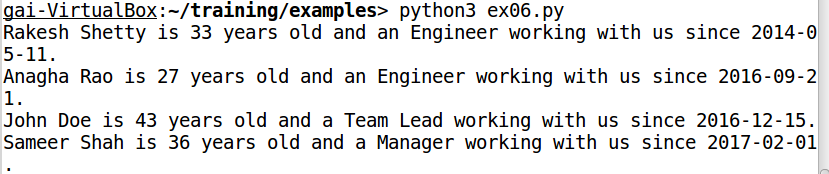 gai-VirtualBox:~/training/examples> python3 ex06.py
Rakesh Shetty is 33 years old and an Engineer working with us since 2014-0
5-11.
Anagha Rao is 27 years old and an Engineer working with us since 2016-09-2
1.
John Doe is 43 years old and a Team Lead working with us since 2016-12-15.
Sameer Shah is 36 years old and a Manager working with us since 2017-02-01
.